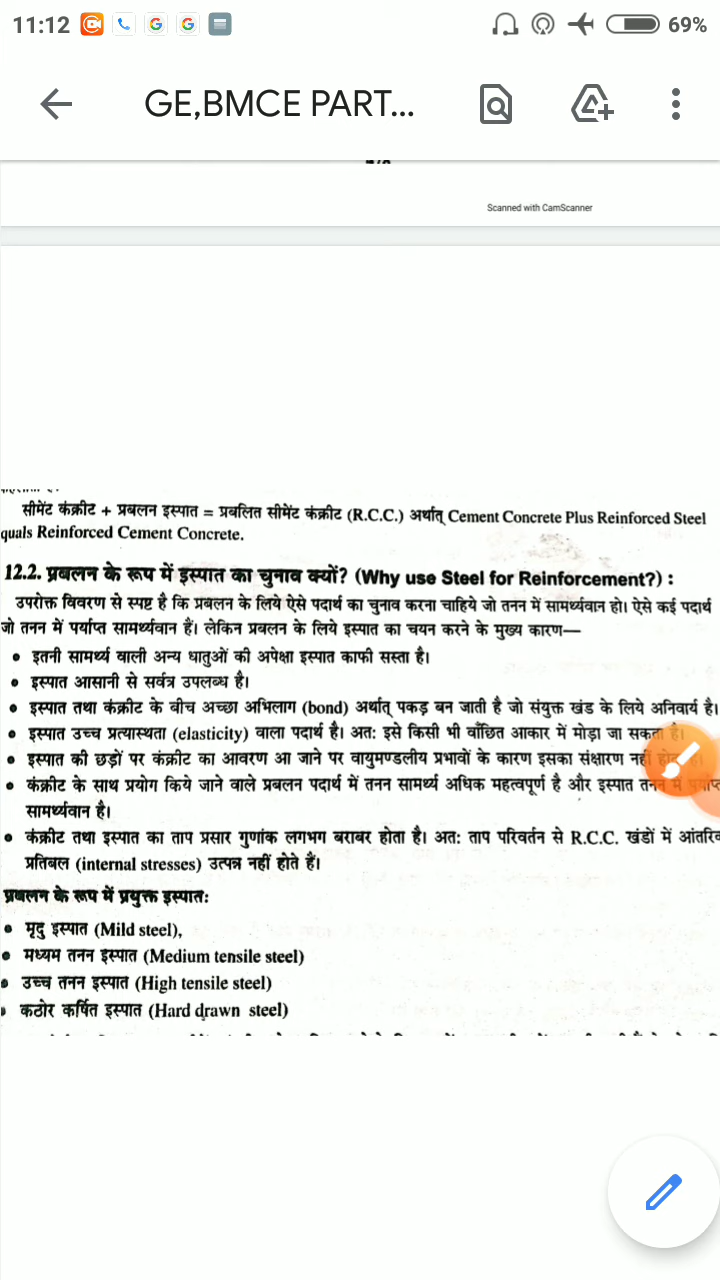 11:12
69%
GE,BMCE PART...
Scanned with CamScanner
सीमेंट कंक्रीट + प्रबलन इस्पात = प्रबलित सीमेंट कंक्रीट (R.C.C.) अर्थात् Cement Concrete Plus Reinforced Steel
quals Reinforced Cement Concrete.
12.2. प्रबलन के रूप में इस्पात का चुनाव क्यों? (Why use Steel for Reinforcement?) :
उपरोक्त विवरण से स्पष्ट है कि प्रबलन के लिये ऐसे पदार्थ का चुनाव करना चाहिये जो तनन में सामर्थ्यवान हो। ऐसे कई पदार्थ
जो तनन में पर्याप्त सामर्थ्यवान हैं। लेकिन प्रबलन के लिये इस्पात का चयन करने के मुख्य कारण—
• इतनी सामर्थ्य वाली अन्य धातुओं की अपेक्षा इस्पात काफी सस्ता है।
• इस्पात आसानी से सर्वत्र उपलब्ध है।
• इस्पात तथा कंक्रीट के बीच अच्छा अभिलाग (bond) अर्थात् पकड़ बन जाती है जो संयुक्त खंड के लिये अनिवार्य है।
• इस्पात उच्च प्रत्यास्थता (elasticity) वाला पदार्थ है। अतः इसे किसी भी वाँछित आकार में मोड़ा जा सकता है।
• इस्पात की छड़ों पर कंक्रीट का आवरण आ जाने पर वायुमण्डलीय प्रभावों के कारण इसका संक्षारण नहीं
• कंक्रीट के साथ प्रयोग किये जाने वाले प्रबलन पदार्थ में तनन सामर्थ्य अधिक महत्वपूर्ण है और इस्पात तनन में
सामर्थ्यवान है।
• कंक्रीट तथा इस्पात का ताप प्रसार गुणांक लगभग बराबर होता है। अतः ताप परिवर्तन से R.C.C. खंडों में आंतरिक
प्रतिबल (internal stresses) उत्पन्न नहीं होते हैं।
प्रबलन के रूप में प्रयुक्त इस्पात:
• मृदु इस्पात (Mild steel),
• मध्यम तनन इस्पात (Medium tensile steel)
• उच्च तनन इस्पात (High tensile steel)
• कठोर कर्षित इस्पात (Hard drawn steel)